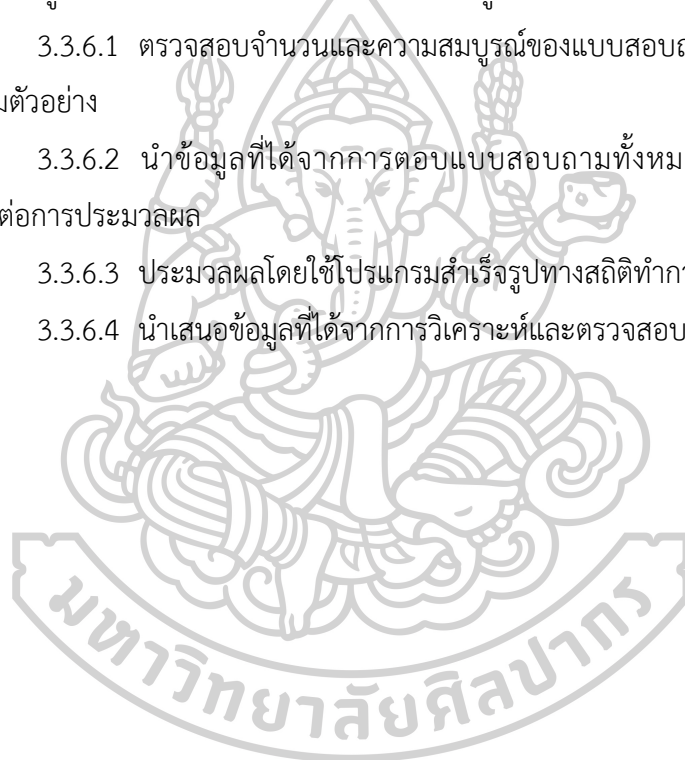 3.3.6.1 ตรวจสอบจำนวนและความสมบูรณ์ของแบบสอบถ
มตัวอย่าง
3.3.6.2 นำข้อมูลที่ได้จากการตอบแบบสอบถามทั้งหม
ต่อการประมวลผล
3.3.6.3 ประมวลผลโดยใช้โปรแกรมสำเร็จรูปทางสถิติทำกา
3.3.6.4 นำเสนอข้อมูลที่ได้จากการวิเคราะห์และตรวจสอบ
มหาวิทยาลัยศิลปากร